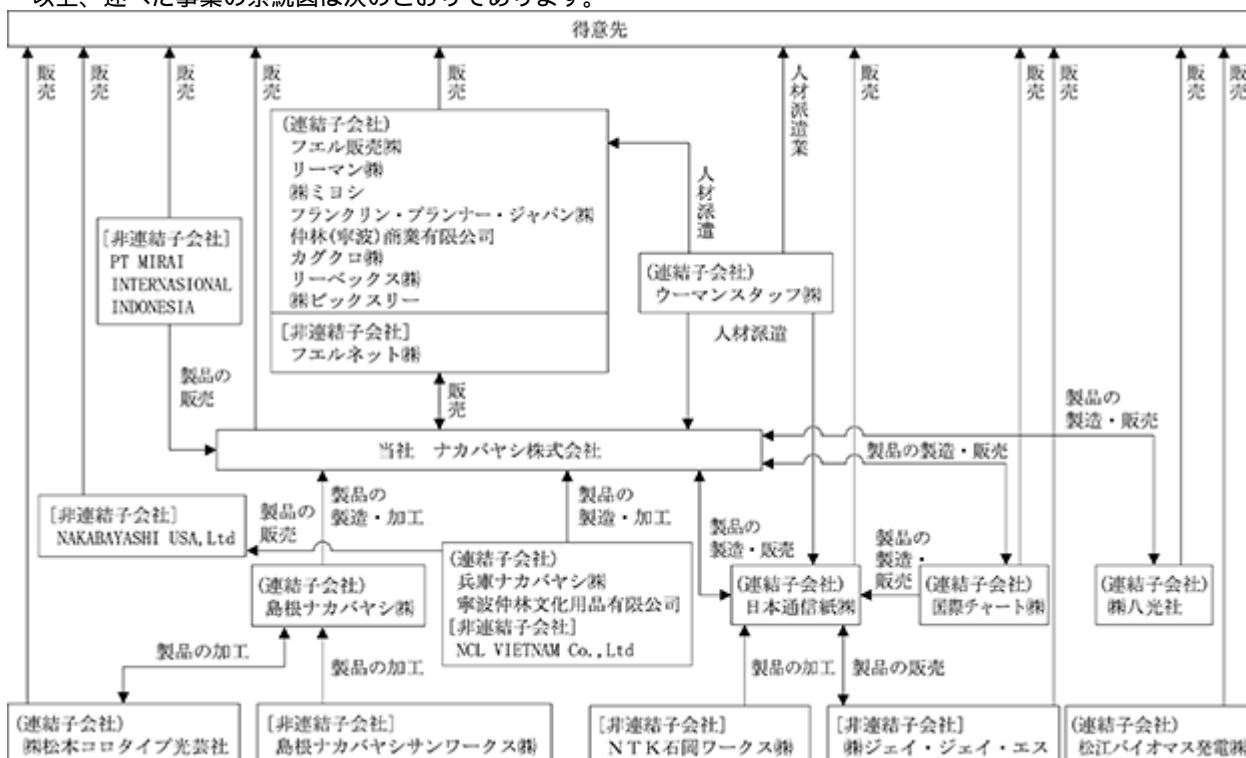 以上、述べた事業の系統図は次のとおりであります。
得意先
販売
販売
販売
販売
販売
人材派遣業
販売
販売
販売
販売
販売
(連結子会社)
フエル販売㈱
リーマン㈱
㈱ミヨシ
フランクリン・プランナー・ジャパン㈱
仲林(寧波)商業有限公司
カグクロ㈱
リーベックス㈱
㈱ビックスリー
[非連結子会社]
フエルネット㈱
人材派遣
[非連結子会社]
PT MIRAI
INTERNASIONAL
INDONESIA
(連結子会社)
ウーマンスタッフ㈱
人材派遣
製品の
販売
販売
製品の
製造・販売
当社 ナカバヤシ株式会社
製品の製造・販売
[非連結子会社]
NAKABAYASHI USA,Ltd
製品の
販売
製品の
製造・加工
製品の
製造・加工
製品の
製造・販売
製品の
製造・
販売
(連結子会社)
島根ナカバヤシ㈱
(連結子会社)
兵庫ナカバヤシ㈱
寧波仲林文化用品有限公司
[非連結子会社]
NCL VIETNAM Co.,Ltd
(連結子会社)
日本通信紙㈱
(連結子会社)
国際チャート㈱
(連結子会社)
㈱八光社
製品の加工
製品の加工
製品の加工
製品の販売
(連結子会社)
㈱松本コロタイプ光芸社
[非連結子会社]
島根ナカバヤシサンワークス㈱
[非連結子会社]
NTK石岡ワークス㈱
[非連結子会社]
㈱ジェイ・ジェイ・エス
(連結子会社)
松江バイオマス発電㈱